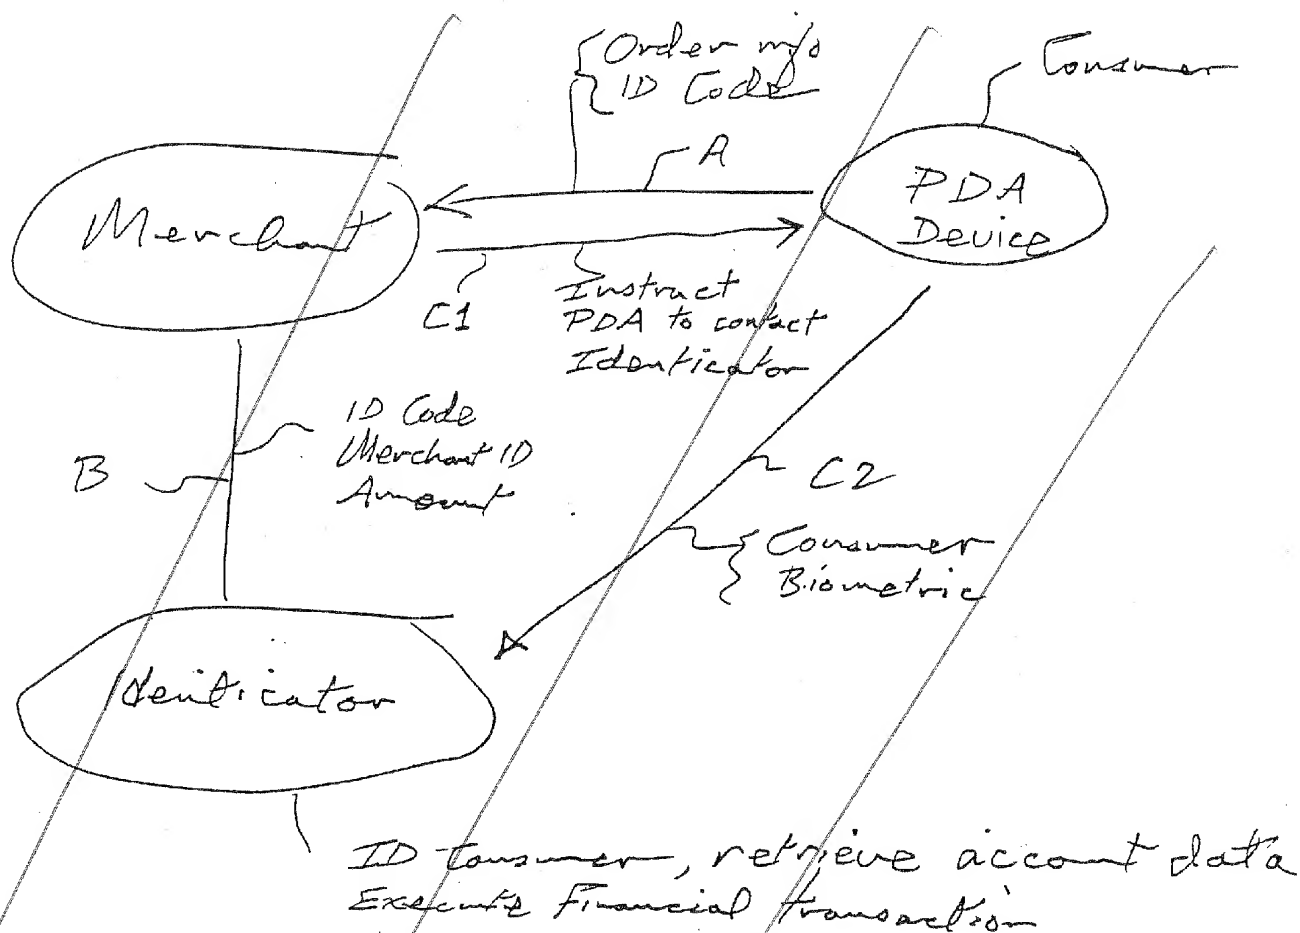 Order info
ID Code
Consumer
A
PDA
Device
Merchant
C1
Instruct
PDA to contact
Identicator
ID Code
Merchant ID
Amount
B
C2
Consumer
Biometric
Identicator
ID Consumer, retrieve account data
Execute Financial transaction